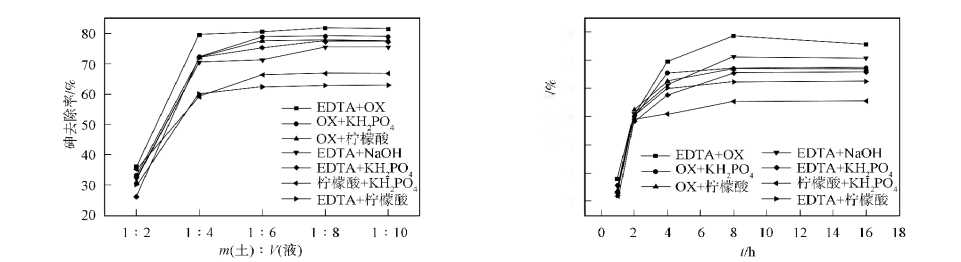 80
70
60
50
40
30
20
砷去除率/%
EDTA+OX
OX+KH₂PO₄
OX+柠檬酸
EDTA+NaOH
EDTA+KH₂PO₄
柠檬酸+KH₂PO₄
EDTA+柠檬酸
1∶2 1∶4 1∶6 1∶8 1∶10
m(土)∶V(液)
/%
EDTA+OX
OX+KH₂PO₄
OX+柠檬酸
EDTA+NaOH
EDTA+KH₂PO₄
柠檬酸+KH₂PO₄
EDTA+柠檬酸
0 2 4 6 8 10 12 14 16 18
t/h